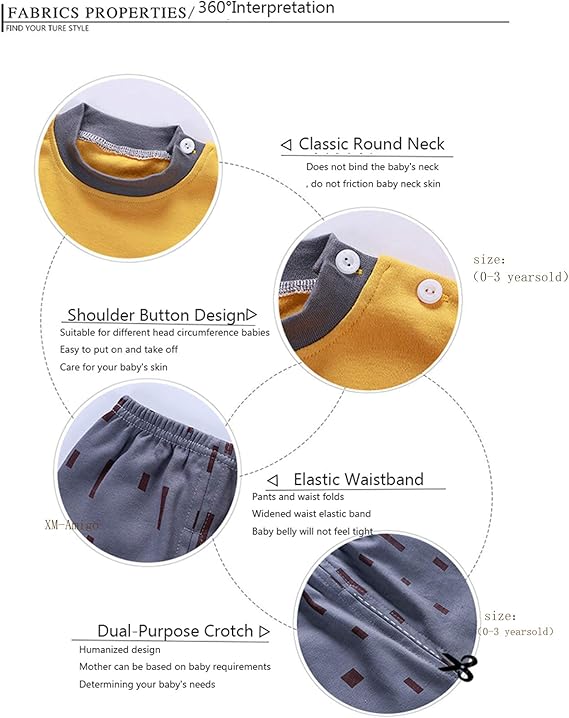 FABRICS PROPERTIES/ 360°Interpretation
FIND YOUR TURE STYLE
◁ Classic Round Neck
Does not bind the baby's neck
, do not friction baby neck skin
size:
(0-3 yearsold)
Shoulder Button Design▷
Suitable for different head circumference babies
Easy to put on and take off
Care for your baby's skin
◁ Elastic Waistband
Pants and waist folds
Widened waist elastic band
Baby belly will not feel tight
XM-Amigo
Dual-Purpose Crotch ▷
Humanized design
Mother can be based on baby requirements
Determining your baby's needs
size:
(0-3 yearsold)